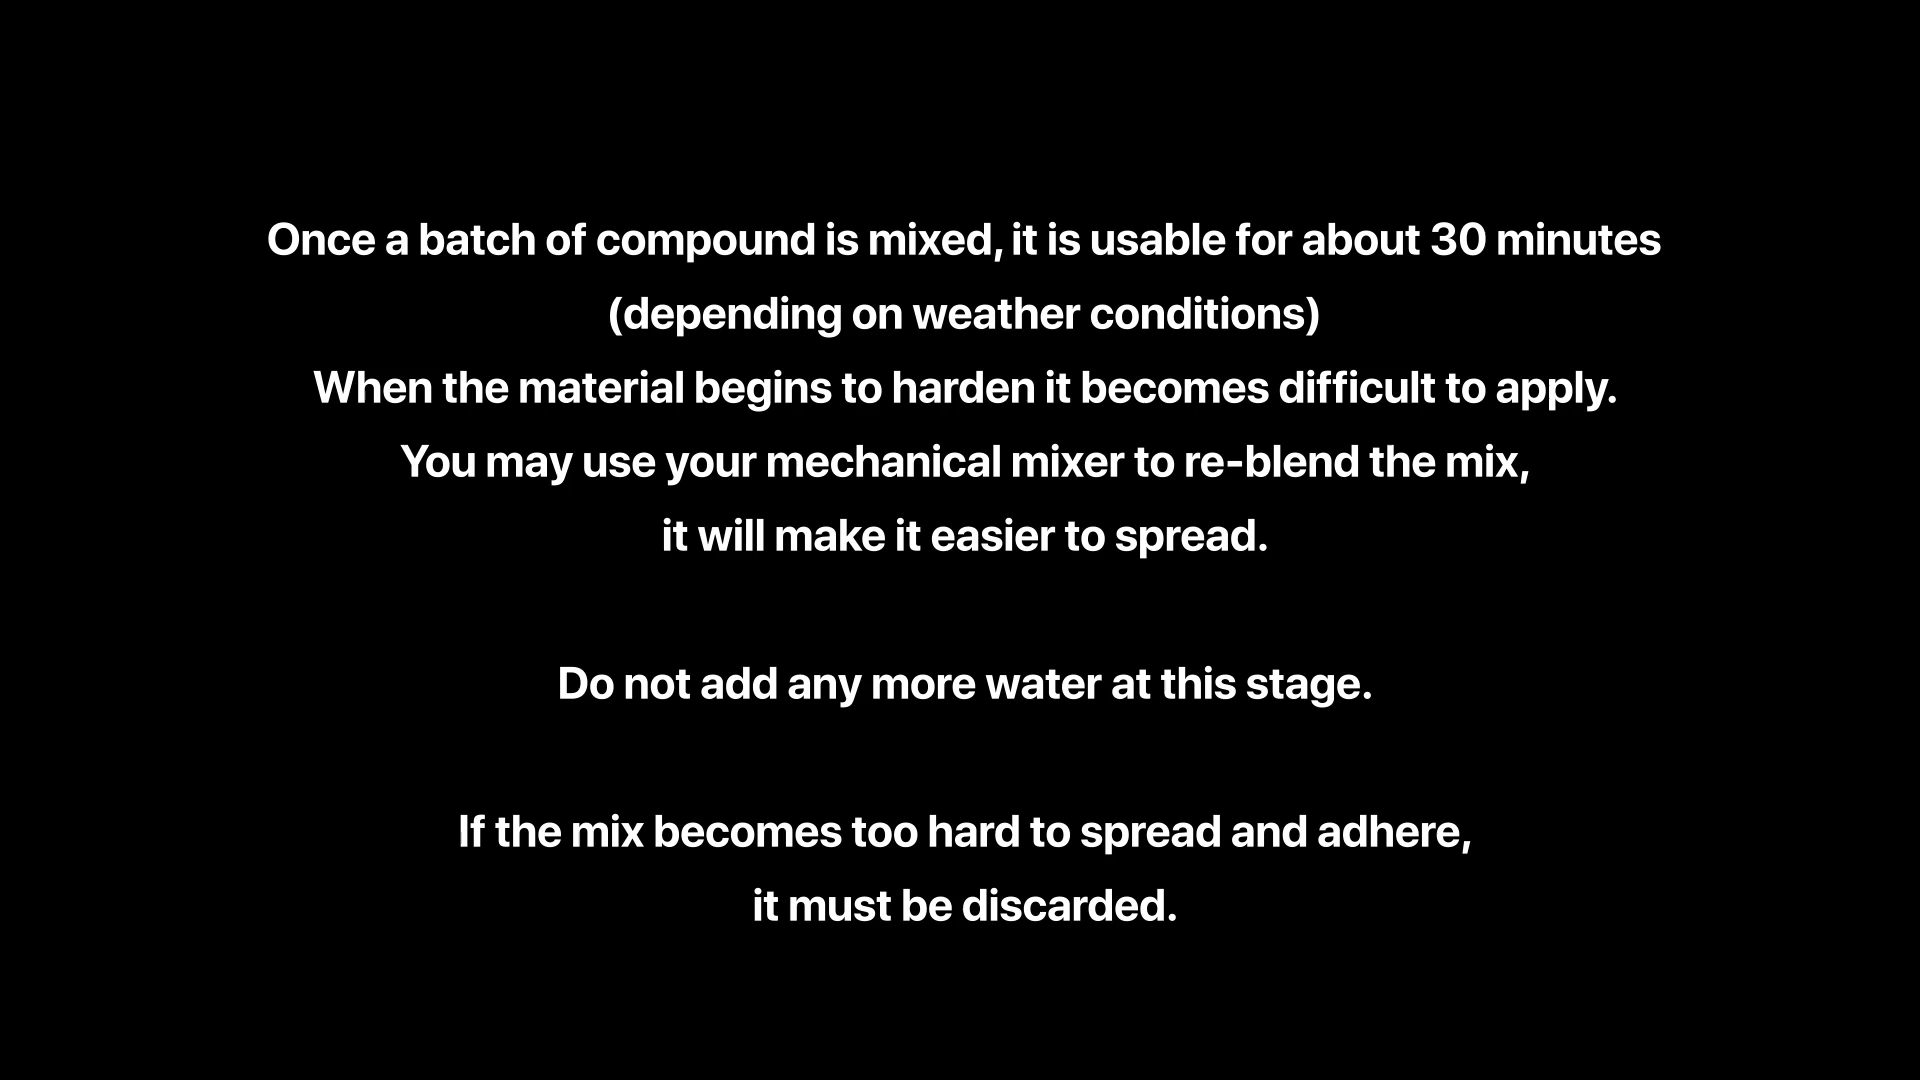 Once a batch of compound is mixed, it is usable for about 30 minutes
(depending on weather conditions)
When the material begins to harden it becomes difficult to apply.
You may use your mechanical mixer to re-blend the mix,
it will make it easier to spread.
Do not add any more water at this stage.
If the mix becomes too hard to spread and adhere,
it must be discarded.